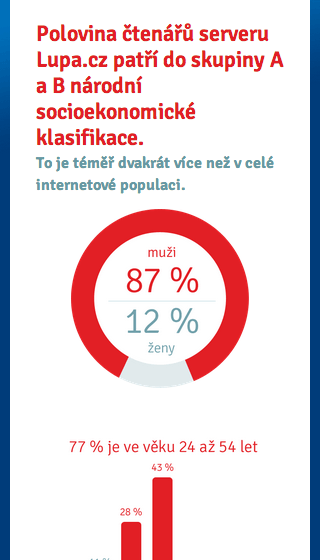 Polovina čtenářů serveru
Lupa.cz patří do skupiny A
a B národní
socioekonomické
klasifikace.
To je téměř dvakrát více než v celé
internetové populaci.
muži
87 %
12 %
ženy
77 % je ve věku 24 až 54 let
43 %
28 %